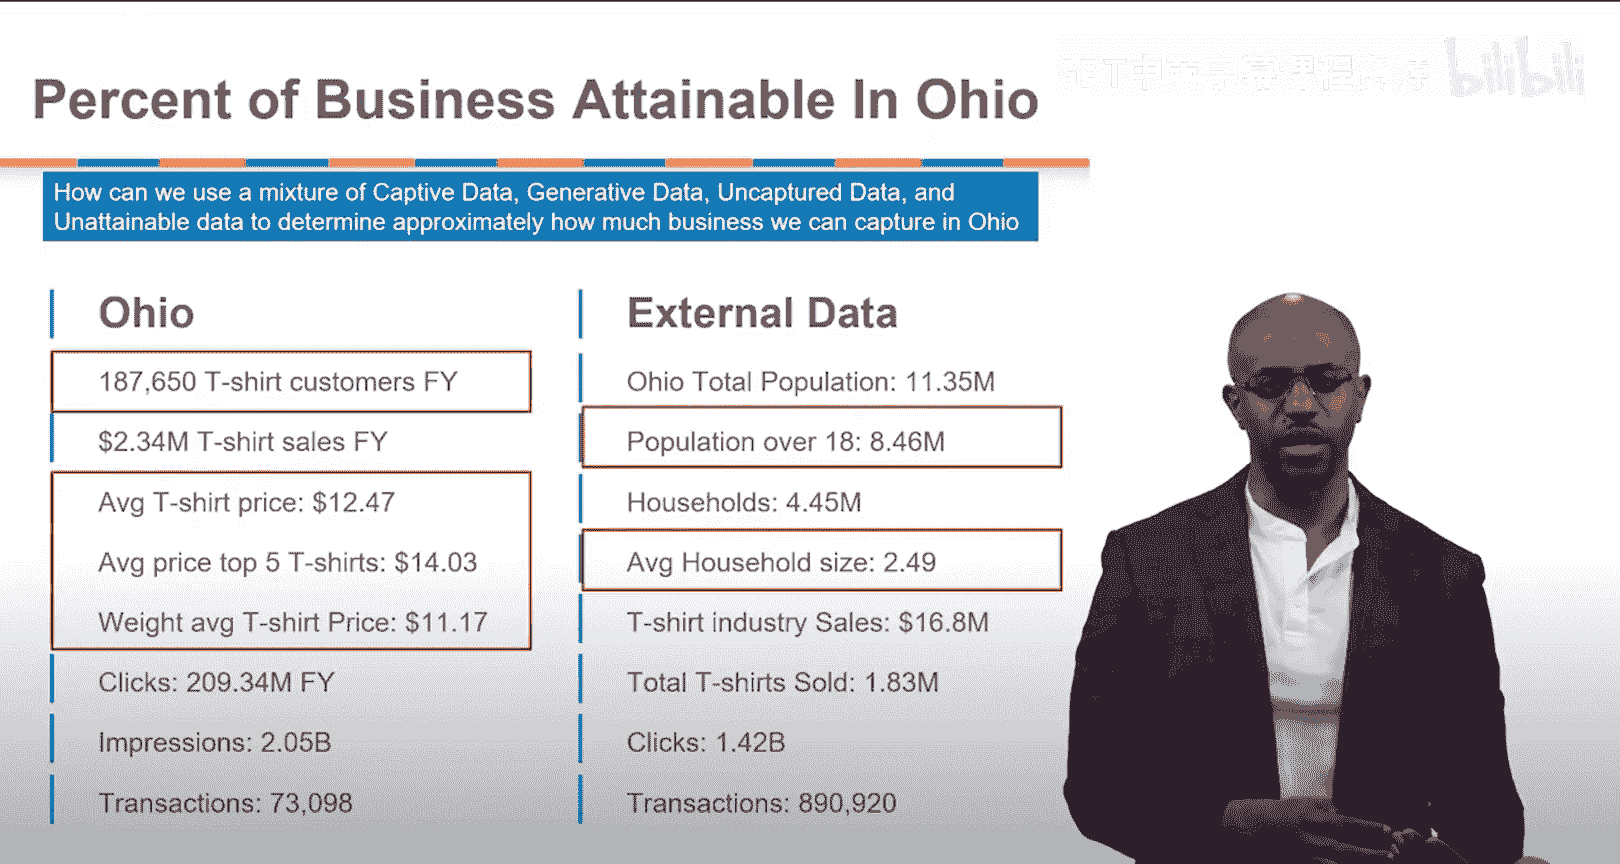 Percent of Business Attainable In Ohio
bilibili
How can we use a mixture of Captive Data, Generative Data, Uncaptured Data, and
Unattainable data to determine approximately how much business we can capture in Ohio
Ohio
187,650 T-shirt customers FY
$2.34M T-shirt sales FY
Avg T-shirt price: $12.47
Avg price top 5 T-shirts: $14.03
Weight avg T-shirt Price: $11.17
Clicks: 209.34M FY
Impressions: 2.05B
Transactions: 73,098
External Data
Ohio Total Population: 11.35M
Population over 18: 8.46M
Households: 4.45M
Avg Household size: 2.49
T-shirt industry Sales: $16.8M
Total T-shirts Sold: 1.83M
Clicks: 1.42B
Transactions: 890,920